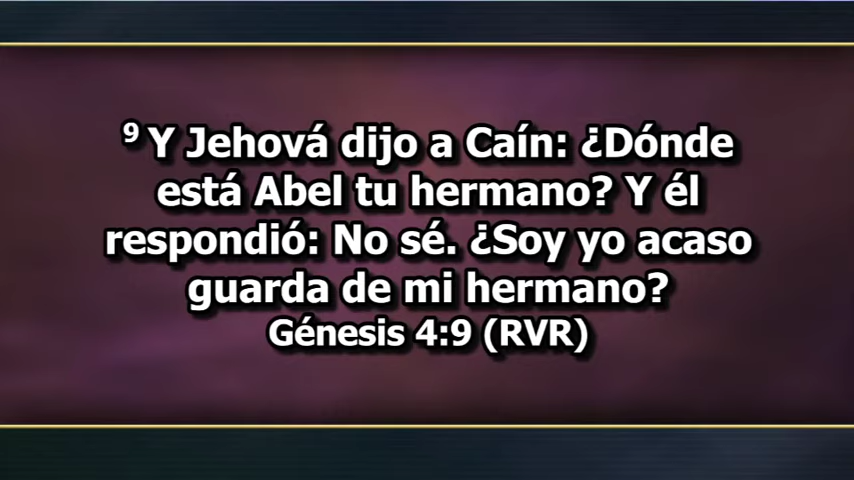 9 Y Jehová dijo a Caín: ¿Dónde
está Abel tu hermano? Y él
respondió: No sé. ¿Soy yo acaso
guarda de mi hermano?
Génesis 4:9 (RVR)